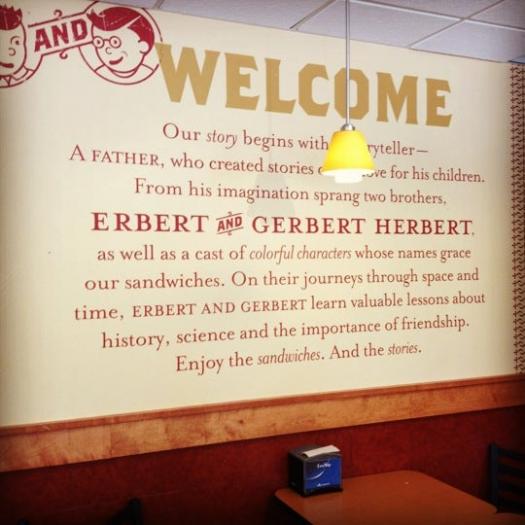 AND
WELCOME
Our story begins with
A FATHER, who created stories for his children.
From his imagination sprang two brothers,
ERBERT AND GERBERT HERBERT,
as well as a cast of colorful characters whose names grace
our sandwiches. On their journeys through space and
time, ERBERT AND GERBERT learn valuable lessons about
history, science and the importance of friendship.
Enjoy the sandwiches. And the stories.